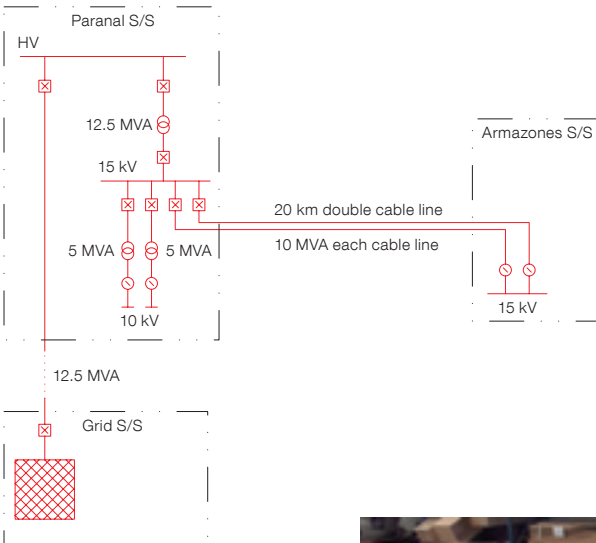 Paranal S/S
HV
12.5 MVA
15 kV
5 MVA
5 MVA
10 kV
20 km double cable line
10 MVA each cable line
Armazones S/S
15 kV
12.5 MVA
Grid S/S